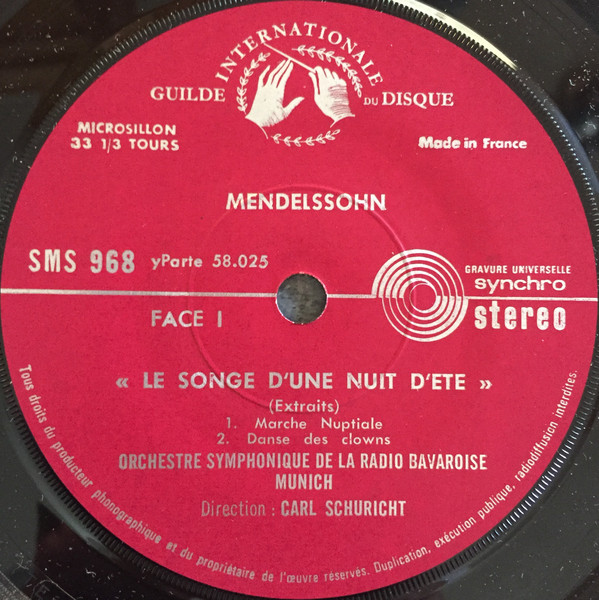 GUILDE INTERNATIONALE DU DISQUE
MICROSILLON
33 1/3 TOURS
Made in France
MENDELSSOHN
SMS 968 yParte 58.025
GRAVURE UNIVERSELLE
synchro
stereo
FACE I
« LE SONGE D'UNE NUIT D'ETE »
(Extraits)
1. Marche Nuptiale
2. Danse des clowns
ORCHESTRE SYMPHONIQUE DE LA RADIO BAVAROISE
MUNICH
Direction : CARL SCHURICHT
Tous droits du producteur phonographique et du propriétaire de l'œuvre réservés. Duplication, exécution publique, radiodiffusion interdites.